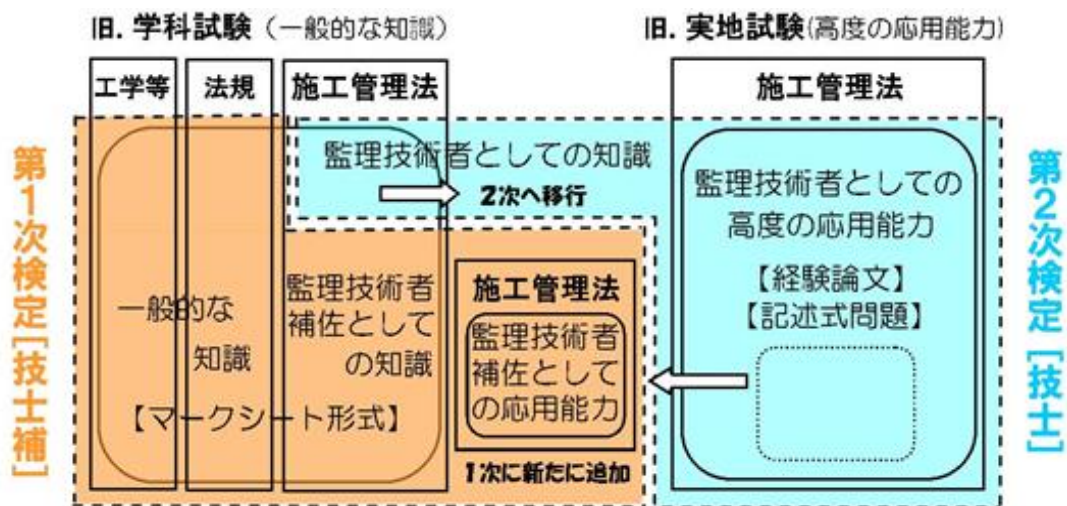 旧. 学科試験（一般的な知識）
旧. 実地試験(高度の応用能力)
工学等
法規
施工管理法
施工管理法
第1次検定［技士補］
監理技術者としての知識
2次へ移行
一般的な
知識
【マークシート形式】
監理技術者
補佐として
の知識
施工管理法
監理技術者
補佐として
の応用能力
1次に新たに追加
監理技術者としての
高度の応用能力
【経験論文】
【記述式問題】
第2次検定［技士］